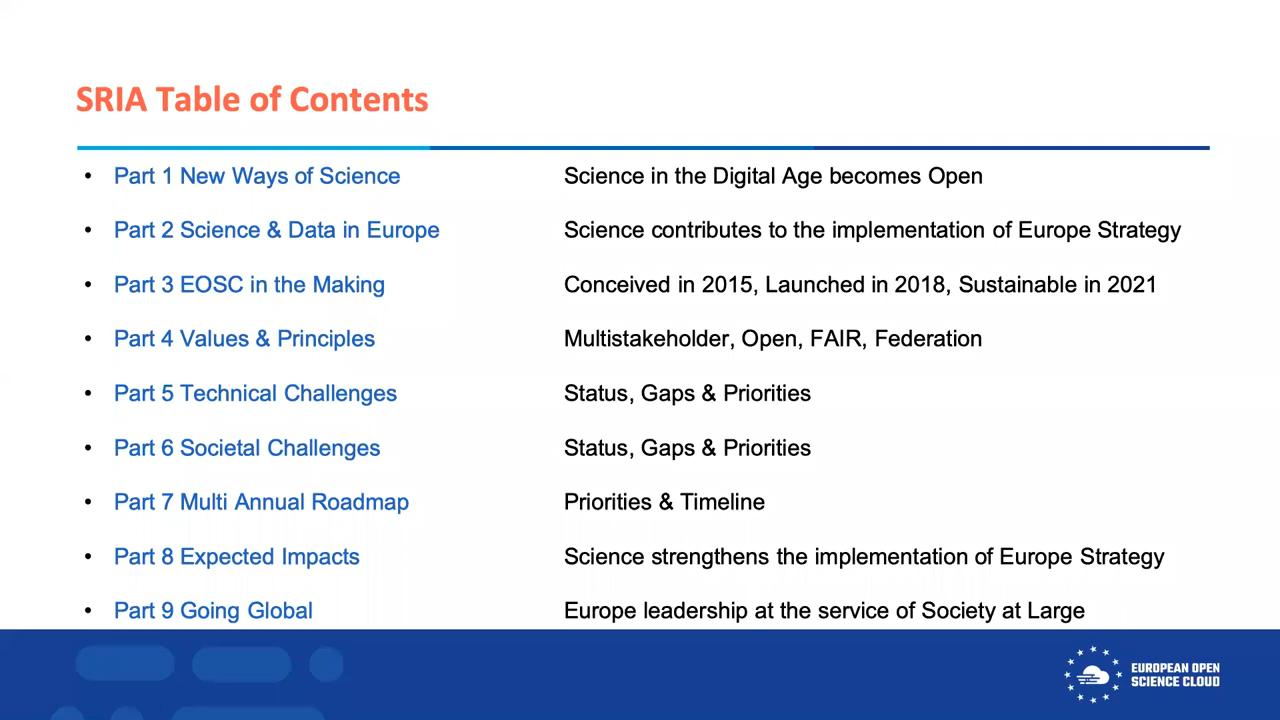 SRIA Table of Contents
• Part 1 New Ways of Science Science in the Digital Age becomes Open
• Part 2 Science & Data in Europe Science contributes to the implementation of Europe Strategy
• Part 3 EOSC in the Making Conceived in 2015, Launched in 2018, Sustainable in 2021
• Part 4 Values & Principles Multistakeholder, Open, FAIR, Federation
• Part 5 Technical Challenges Status, Gaps & Priorities
• Part 6 Societal Challenges Status, Gaps & Priorities
• Part 7 Multi Annual Roadmap Priorities & Timeline
• Part 8 Expected Impacts Science strengthens the implementation of Europe Strategy
• Part 9 Going Global Europe leadership at the service of Society at Large
EUROPEAN OPEN
SCIENCE CLOUD